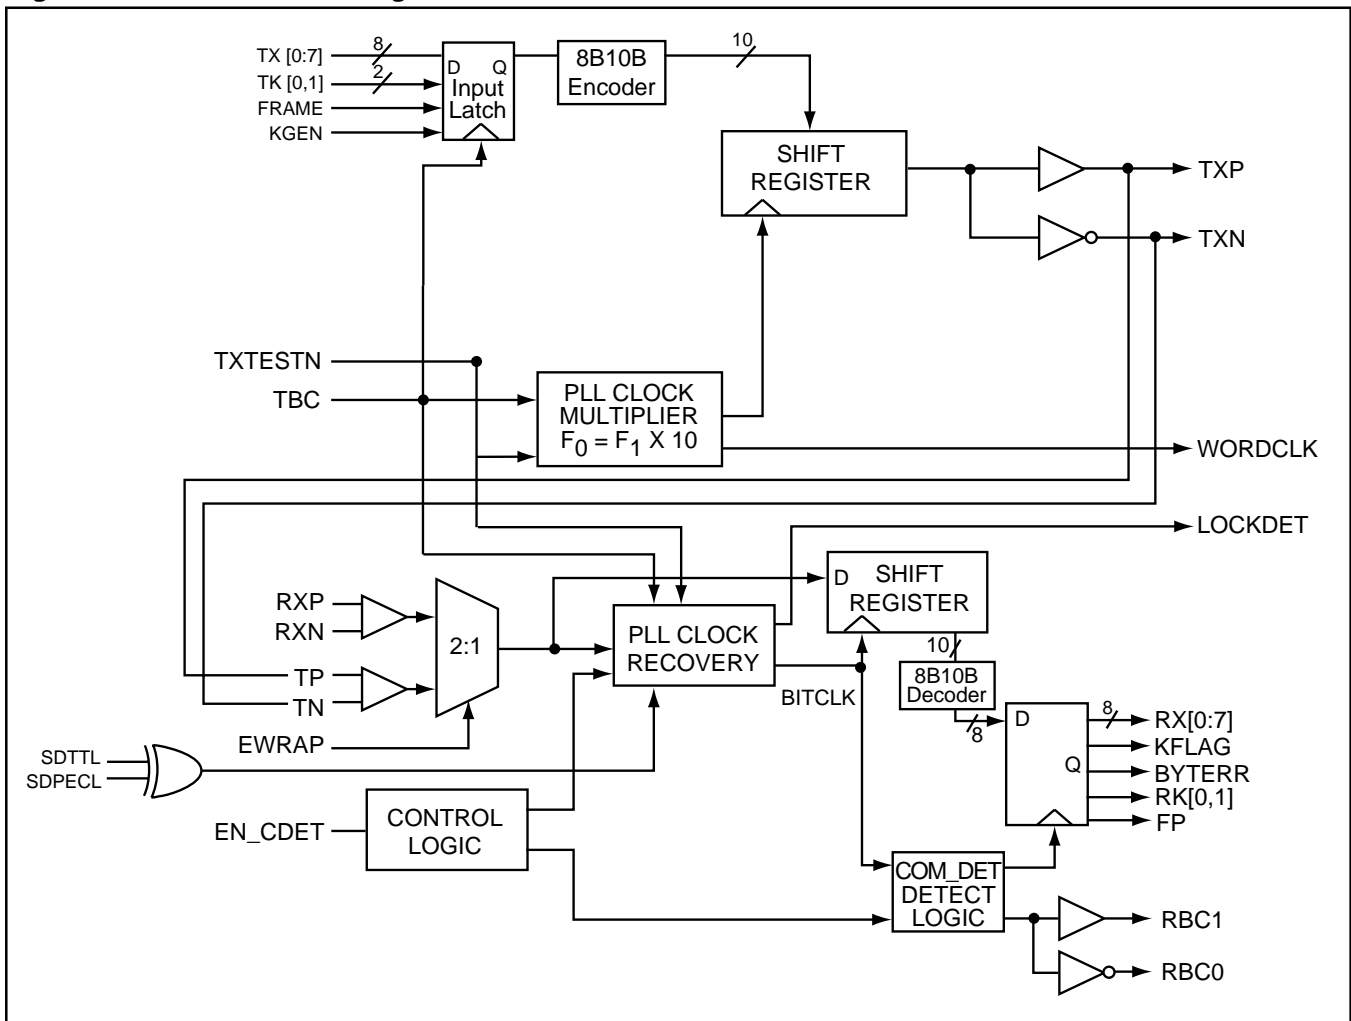 TX [0:7]
8
TK [0,1]
2
FRAME
KGEN
D Q
Input
Latch
8B10B
Encoder
10
SHIFT
REGISTER
TXP
TXN
TXTESTN
TBC
PLL CLOCK
MULTIPLIER
F0 = F1 X 10
WORDCLK
LOCKDET
RXP
RXN
TP
TN
2:1
EWRAP
SDTTL
SDPECL
PLL CLOCK
RECOVERY
BITCLK
D SHIFT
REGISTER
10
8B10B
Decoder
8
D
Q
8
RX[0:7]
KFLAG
BYTERR
RK[0,1]
FP
EN_CDET
CONTROL
LOGIC
COM_DET
DETECT
LOGIC
RBC1
RBC0